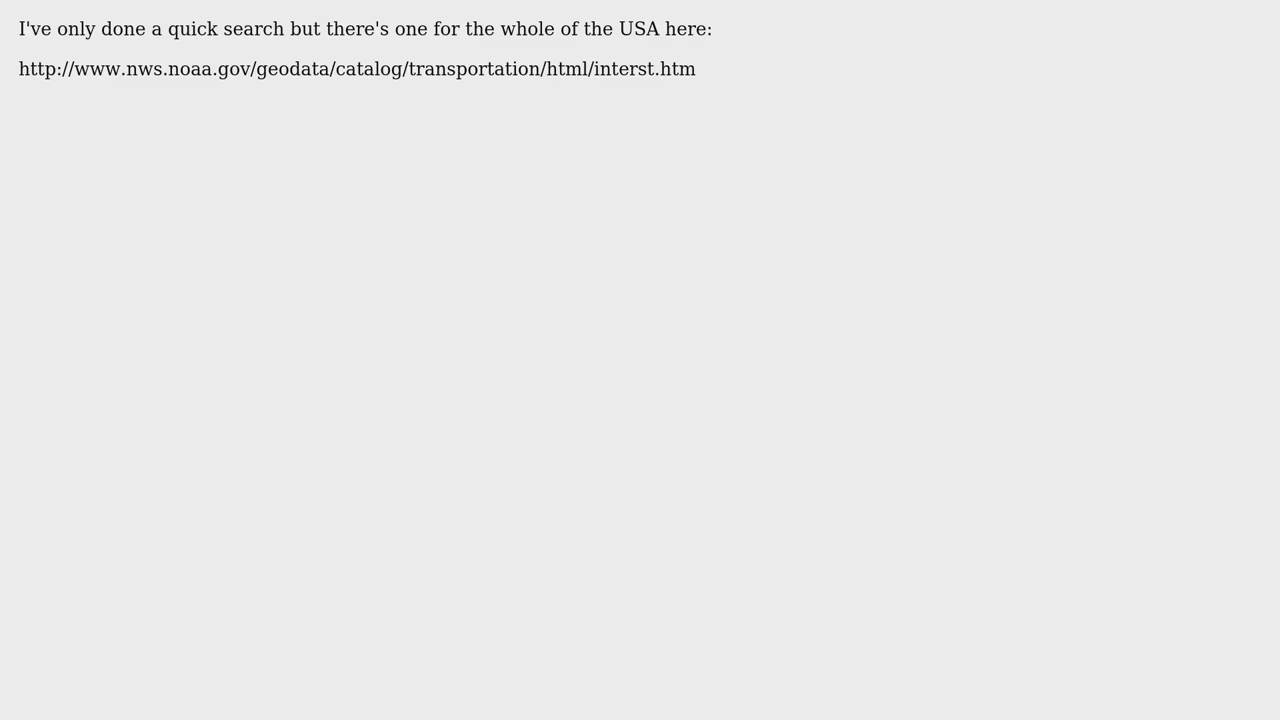 I've only done a quick search but there's one for the whole of the USA here:
http://www.nws.noaa.gov/geodata/catalog/transportation/html/interst.htm